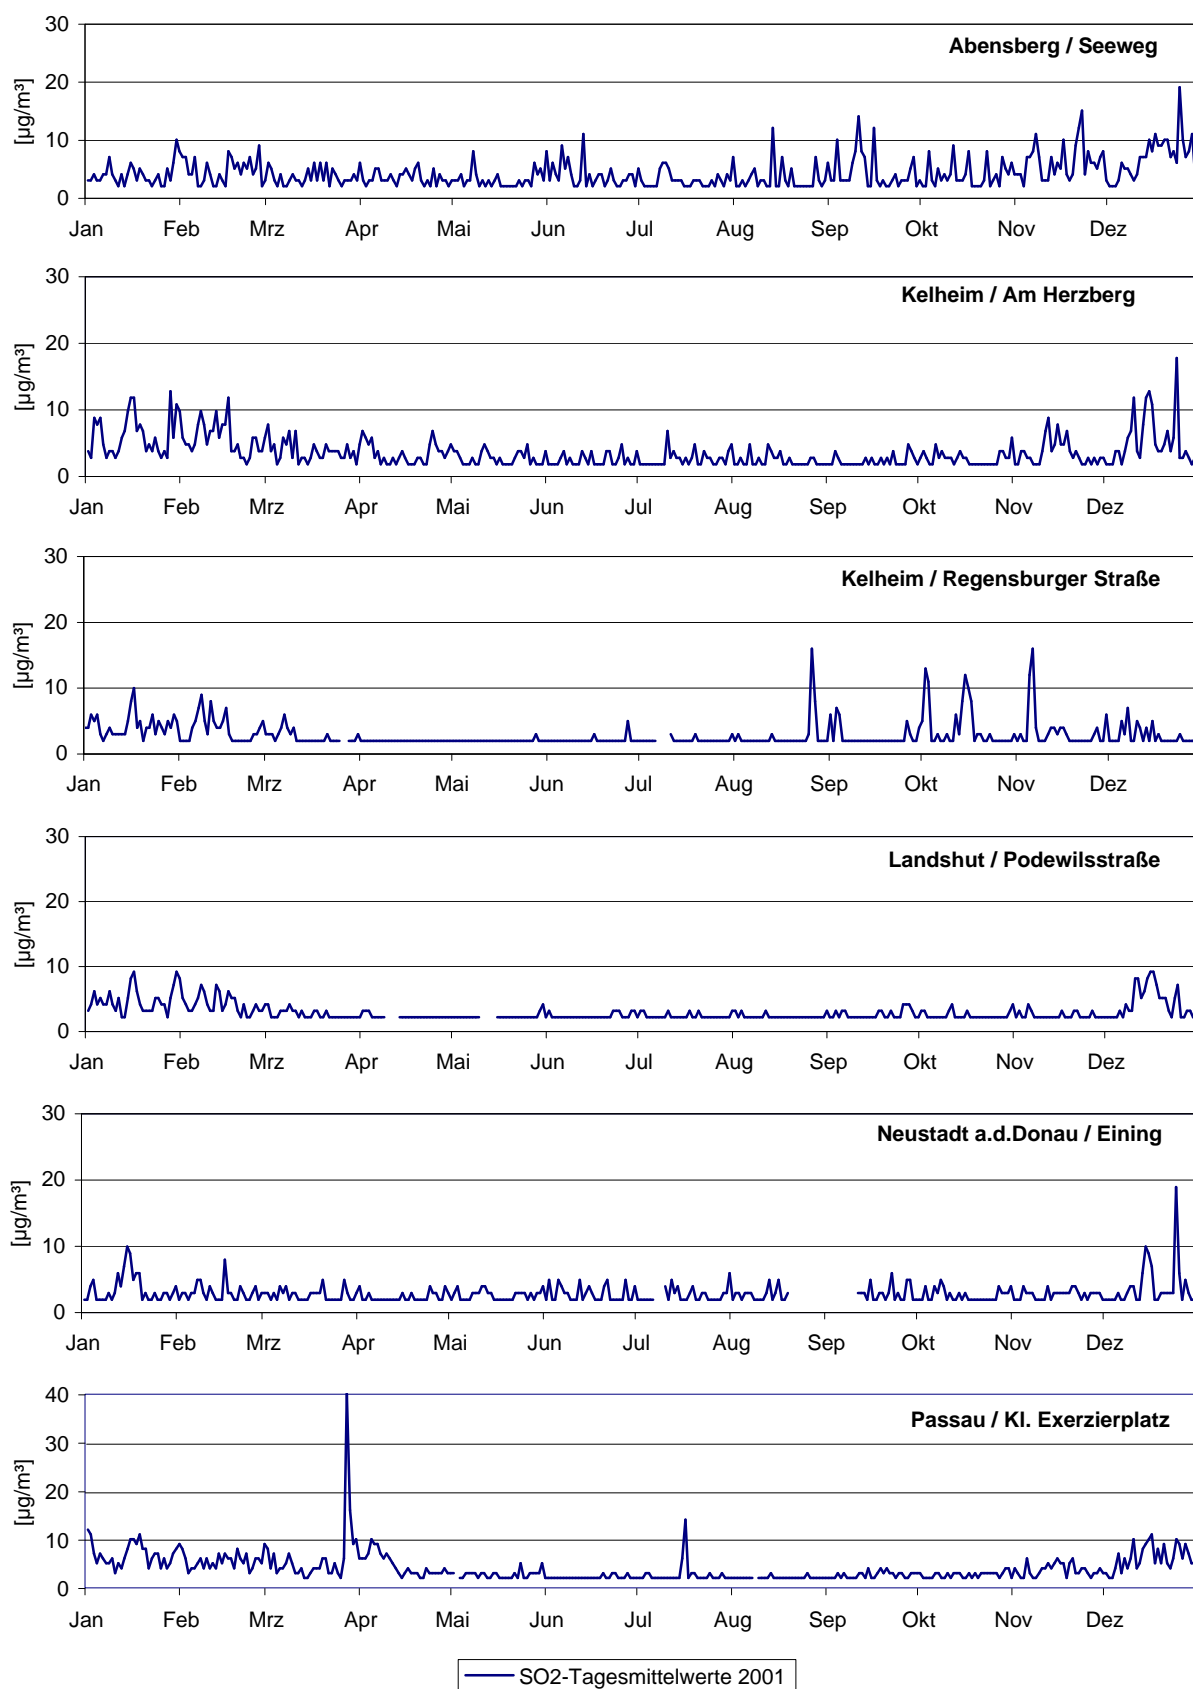 30
Abensberg / Seeweg
20
10
0
[µg/m³]
Jan Feb Mrz Apr Mai Jun Jul Aug Sep Okt Nov Dez
30
Kelheim / Am Herzberg
20
10
0
[µg/m³]
Jan Feb Mrz Apr Mai Jun Jul Aug Sep Okt Nov Dez
30
Kelheim / Regensburger Straße
20
10
0
[µg/m³]
Jan Feb Mrz Apr Mai Jun Jul Aug Sep Okt Nov Dez
30
Landshut / Podewilsstraße
20
10
0
[µg/m³]
Jan Feb Mrz Apr Mai Jun Jul Aug Sep Okt Nov Dez
30
Neustadt a.d.Donau / Eining
20
10
0
[µg/m³]
Jan Feb Mrz Apr Mai Jun Jul Aug Sep Okt Nov Dez
40
Passau / Kl. Exerzierplatz
30
20
10
0
[µg/m³]
Jan Feb Mrz Apr Mai Jun Jul Aug Sep Okt Nov Dez
SO2-Tagesmittelwerte 2001